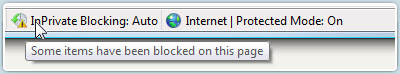 InPrivate Blocking: Auto Internet | Protected Mode: On
Some items have been blocked on this page